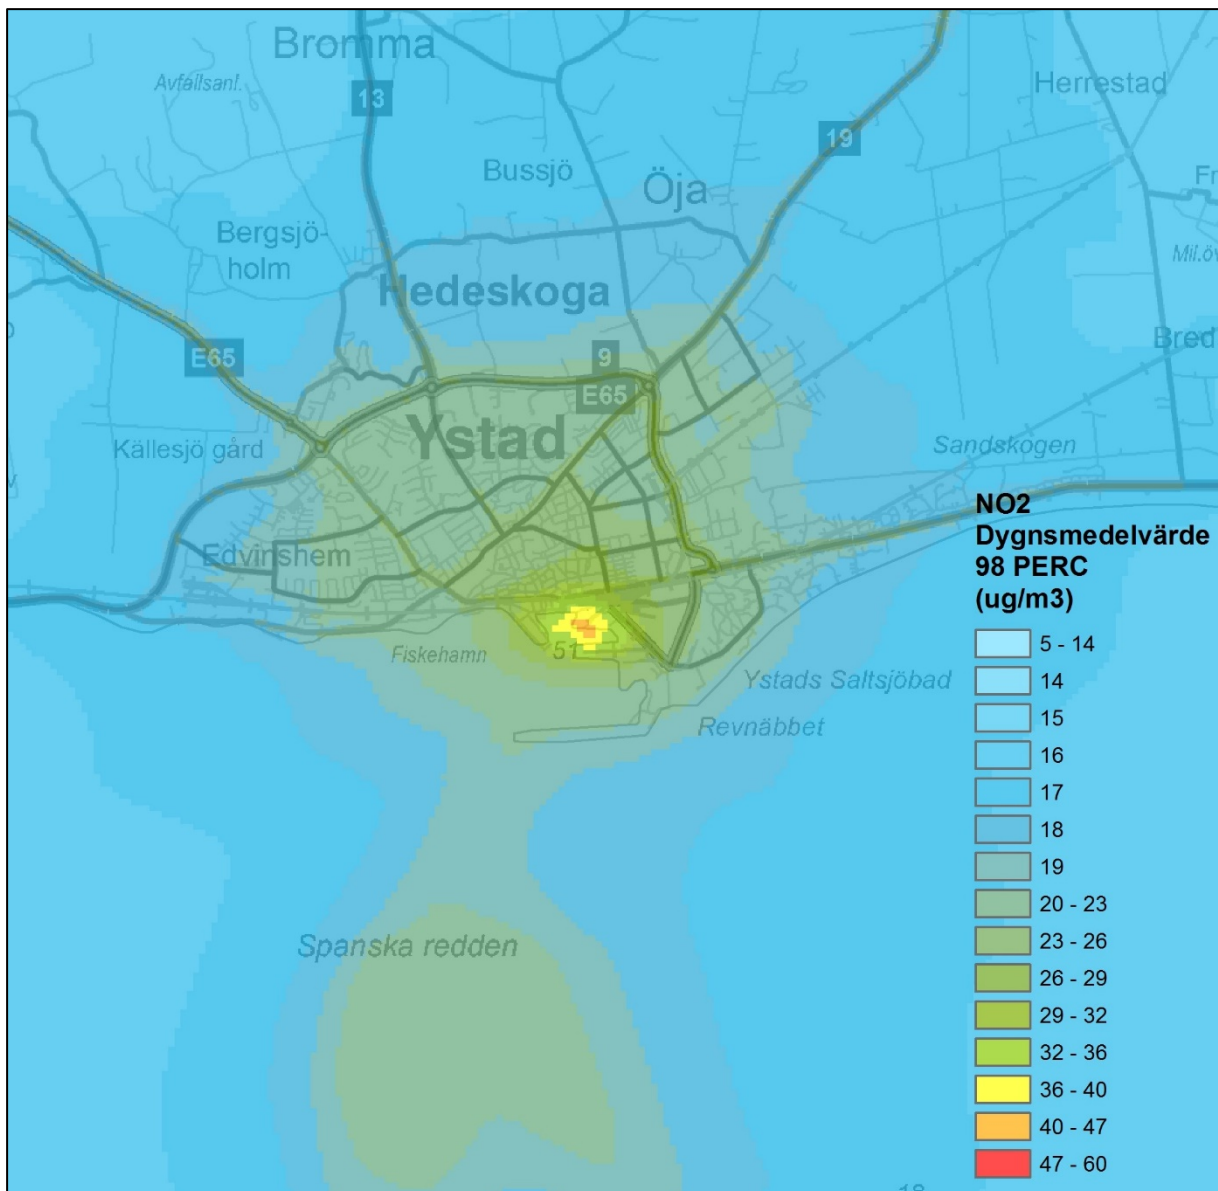 Bromma
Avfallsanl.
13
Herrestad
19
Bussjö
Öja
Fr
Bergsjö-
holm
Mil.öv
Hedeskoga
Bred
E65
9
E65
Ystad
Källesjö gård
Sandskogen
Edvinshem
Fiskehamn
51
Ystads Saltsjöbad
Revnäbbet
Spanska redden
18
NO2
Dygnsmedelvärde
98 PERC
(ug/m3)
5 - 14
14
15
16
17
18
19
20 - 23
23 - 26
26 - 29
29 - 32
32 - 36
36 - 40
40 - 47
47 - 60